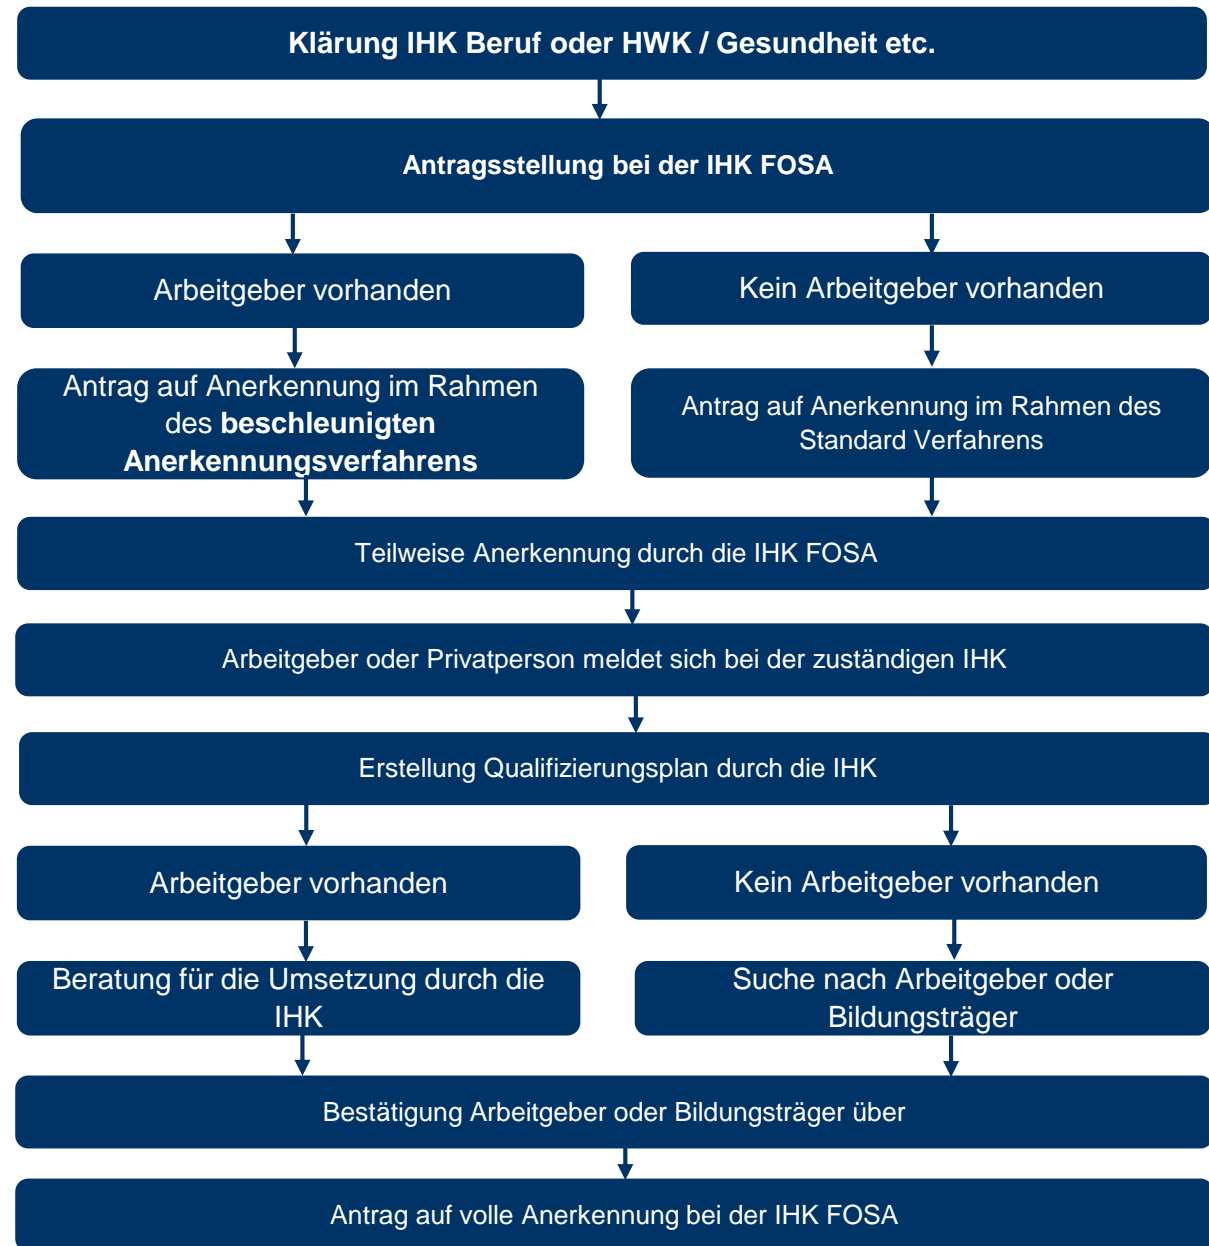 Klärung IHK Beruf oder HWK / Gesundheit etc.
Antragsstellung bei der IHK FOSA
Arbeitgeber vorhanden
Kein Arbeitgeber vorhanden
Antrag auf Anerkennung im Rahmen
des beschleunigten
Anerkennungsverfahrens
Antrag auf Anerkennung im Rahmen des
Standard Verfahrens
Teilweise Anerkennung durch die IHK FOSA
Arbeitgeber oder Privatperson meldet sich bei der zuständigen IHK
Erstellung Qualifizierungsplan durch die IHK
Arbeitgeber vorhanden
Kein Arbeitgeber vorhanden
Beratung für die Umsetzung durch die
IHK
Suche nach Arbeitgeber oder
Bildungsträger
Bestätigung Arbeitgeber oder Bildungsträger über
Antrag auf volle Anerkennung bei der IHK FOSA